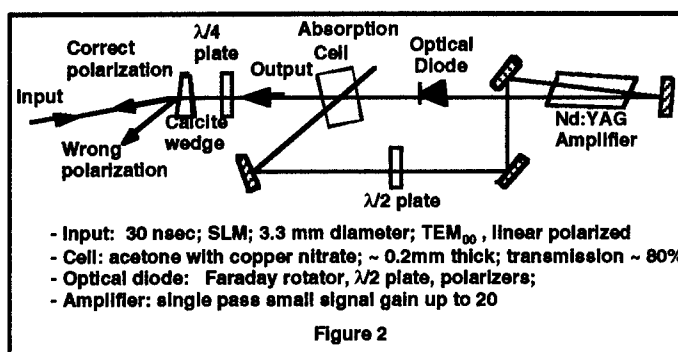 Absorption
Cell
λ/4
plate
Optical
Diode
Correct
polarization
Output
Input
Calcite
wedge
Wrong
polarization
λ/2 plate
Nd:YAG
Amplifier
- Input: 30 nsec; SLM; 3.3 mm diameter; TEM₀₀ , linear polarized
- Cell: acetone with copper nitrate; ~ 0.2mm thick; transmission ~ 80%
- Optical diode: Faraday rotator, λ/2 plate, polarizers;
- Amplifier: single pass small signal gain up to 20
Figure 2